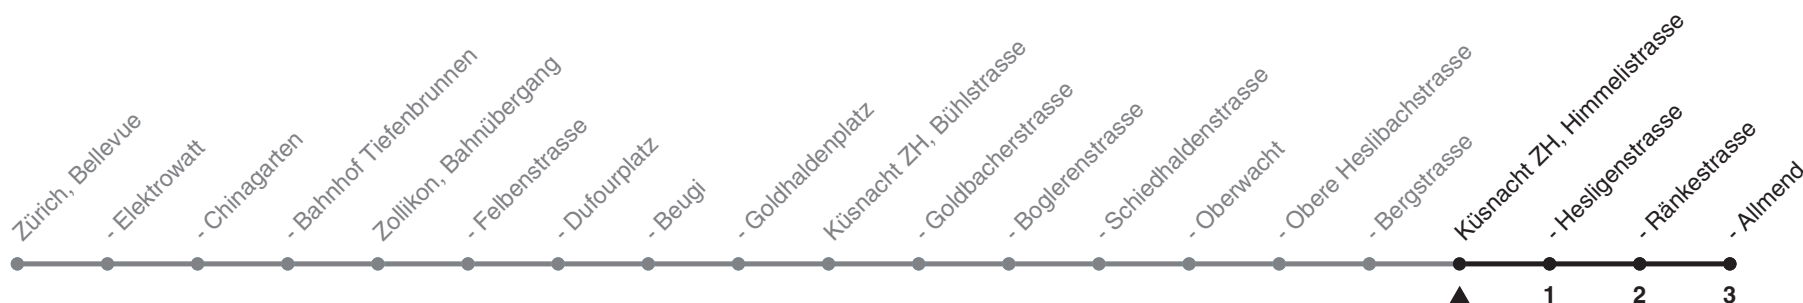 Zürich, Bellevue
- Elektrowatt
- Chinagarten
- Bahnhof Tiefenbrunnen
Zollikon, Bahnübergang
- Felbenstrasse
- Dufourplatz
- Beugi
- Goldhaldenplatz
Küsnacht ZH, Bühlstrasse
- Goldbacherstrasse
- Boglerenstrasse
- Schiedhaldenstrasse
- Oberwacht
- Obere Heslibachstrasse
- Bergstrasse
Küsnacht ZH, Himmelistrasse
- Hesligenstrasse
- Ränkestrasse
- Allmend
1 2 3